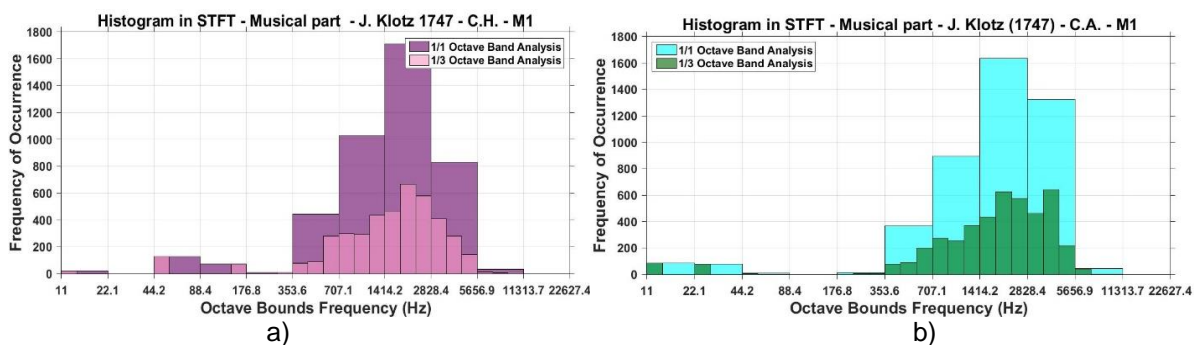 Histogram in STFT - Musical part - J. Klotz 1747 - C.H. - M1
1800
1600
1400
1200
1000
800
600
400
200
0
Frequency of Occurrence
1/1 Octave Band Analysis
1/3 Octave Band Analysis
11 22.1 44.2 88.4 176.8 353.6 707.1 1414.2 2828.4 5656.9 11313.7 22627.4
Octave Bounds Frequency (Hz)
a)
Histogram in STFT - Musical part - J. Klotz (1747) - C.A. - M1
1800
1600
1400
1200
1000
800
600
400
200
0
Frequency of Occurrence
1/1 Octave Band Analysis
1/3 Octave Band Analysis
11 22.1 44.2 88.4 176.8 353.6 707.1 1414.2 2828.4 5656.9 11313.7 22627.4
Octave Bounds Frequency (Hz)
b)